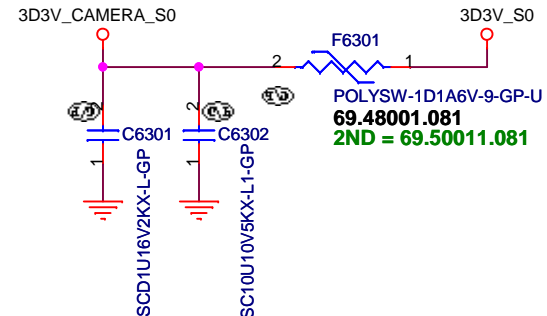 3D3V_CAMERA_S0
3D3V_S0
F6301
2
1
POLYSW-1D1A6V-9-GP-U
69.48001.081
2ND = 69.50011.081
2
2
C6301
C6302
1
1
SCD1U16V2KX-L-GP
SC10U10V5KX-L1-GP